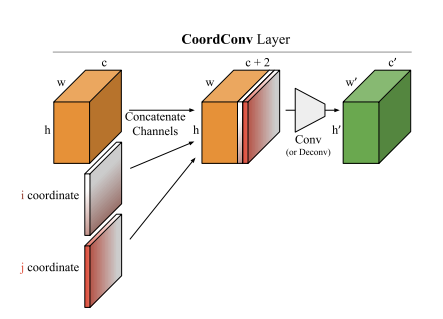 CoordConv Layer
c
w
h
Concatenate
Channels
i coordinate
j coordinate
c + 2
w
h
Conv
(or Deconv)
c′
w′
h′